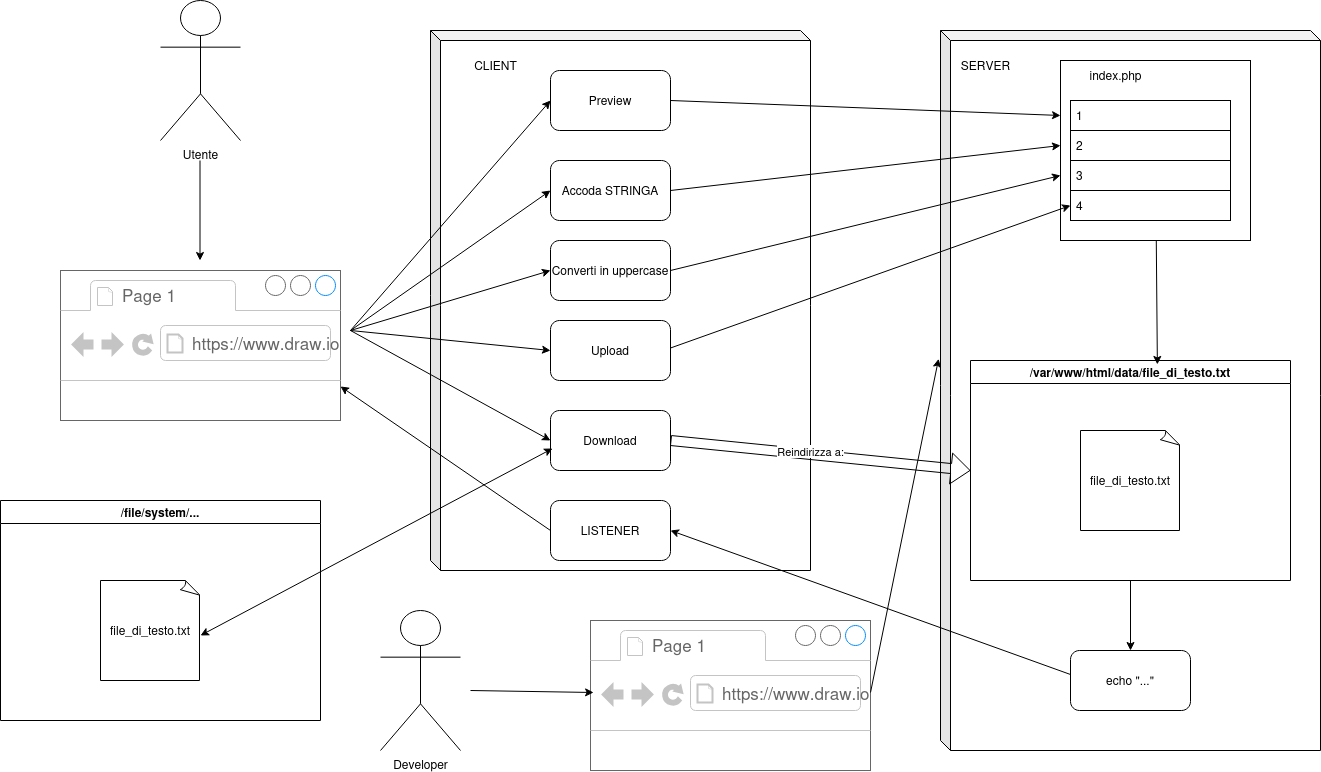 Utente
CLIENT
SERVER
index.php
Preview
1
Accoda STRINGA
2
3
Converti in uppercase
4
Page 1
https://www.draw.io
Upload
/var/www/html/data/file_di_testo.txt
Download
Reindirizza a:
file_di_testo.txt
/file/system/...
LISTENER
file_di_testo.txt
Page 1
https://www.draw.io
echo "..."
Developer